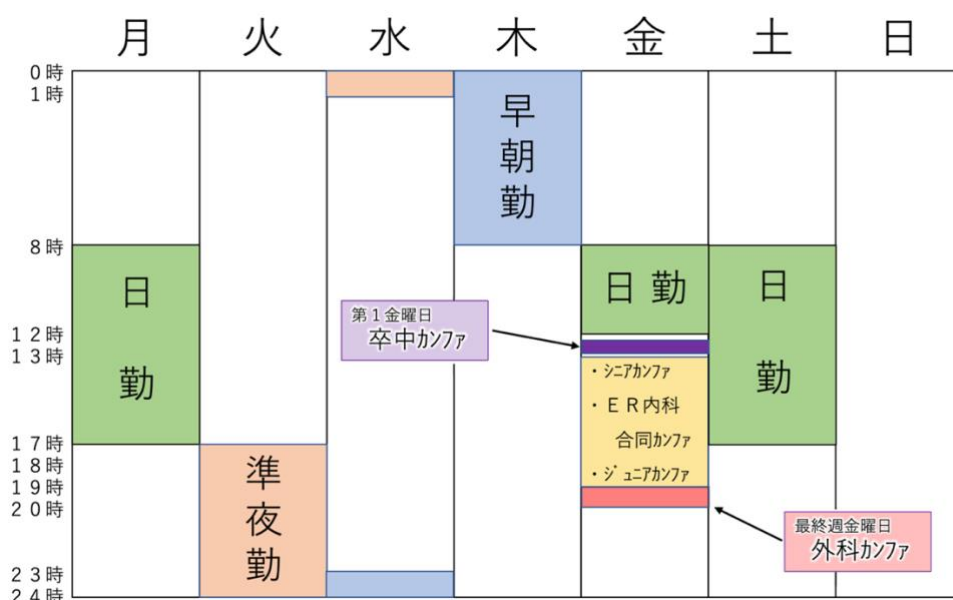 月 火 水 木 金 土 日
0時
1時
8時
12時
13時
17時
18時
19時
20時
23時
24時
日勤
準夜勤
早朝勤
日勤
第1金曜日
卒中ｶﾝﾌｧ
・ｼﾆｱｶﾝﾌｧ
・ＥＲ内科
合同ｶﾝﾌｧ
・ｼﾞｭﾆｱｶﾝﾌｧ
日勤
最終週金曜日
外科ｶﾝﾌｧ